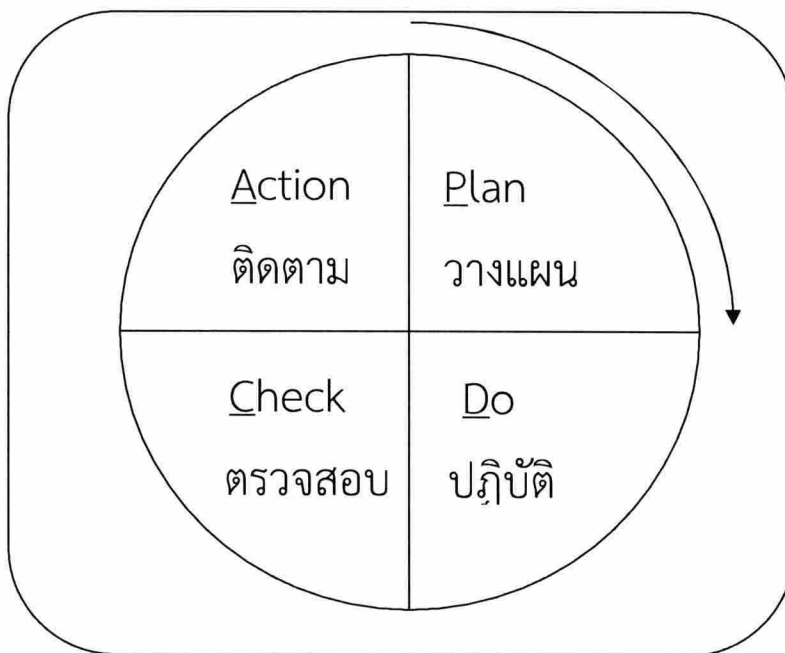 Action
ติดตาม
Plan
วางแผน
Check
ตรวจสอบ
Do
ปฏิบัติ